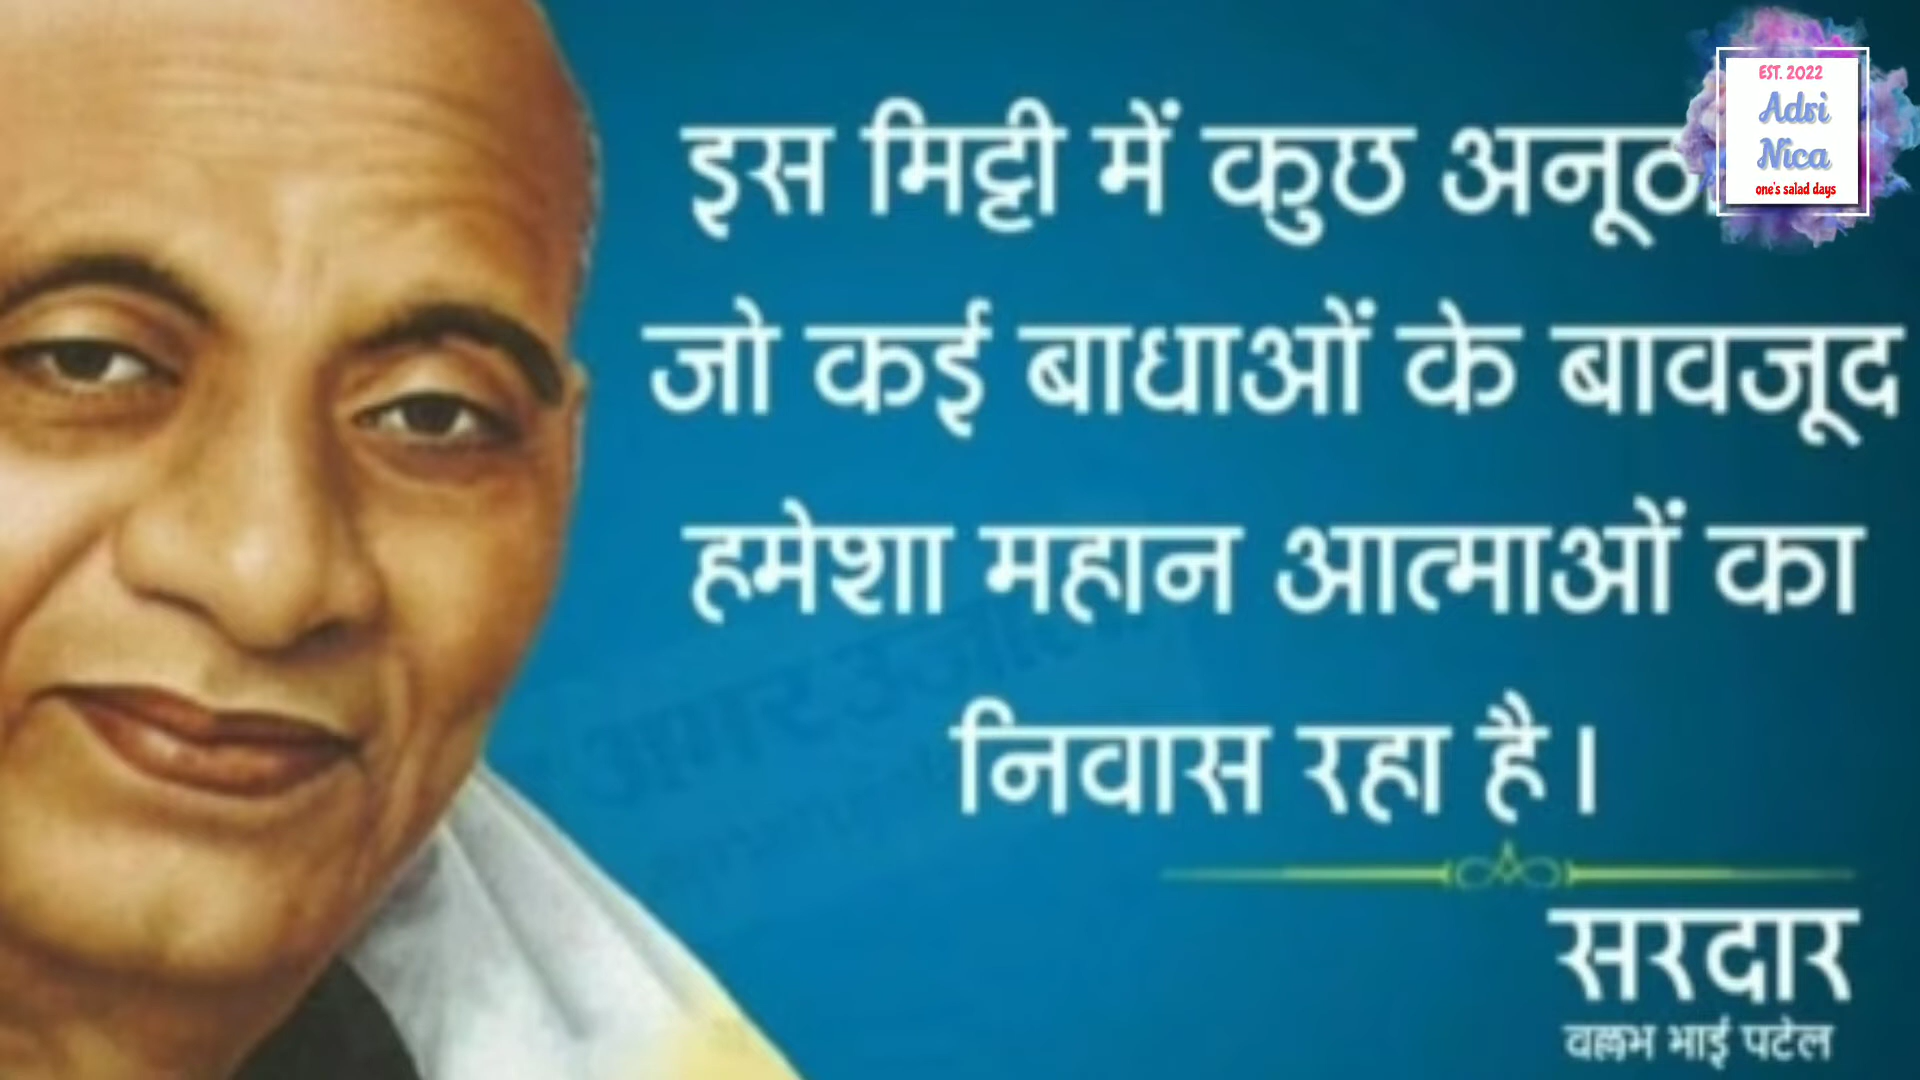 इस मिट्टी में कुछ
जो कई बाधाओं के बावजूद
हमेशा महान आत्माओं का
निवास रहा है।
सरदार
वल्लभ भाई पटेल
EST. 2022
Adri
Nica
one's salad days